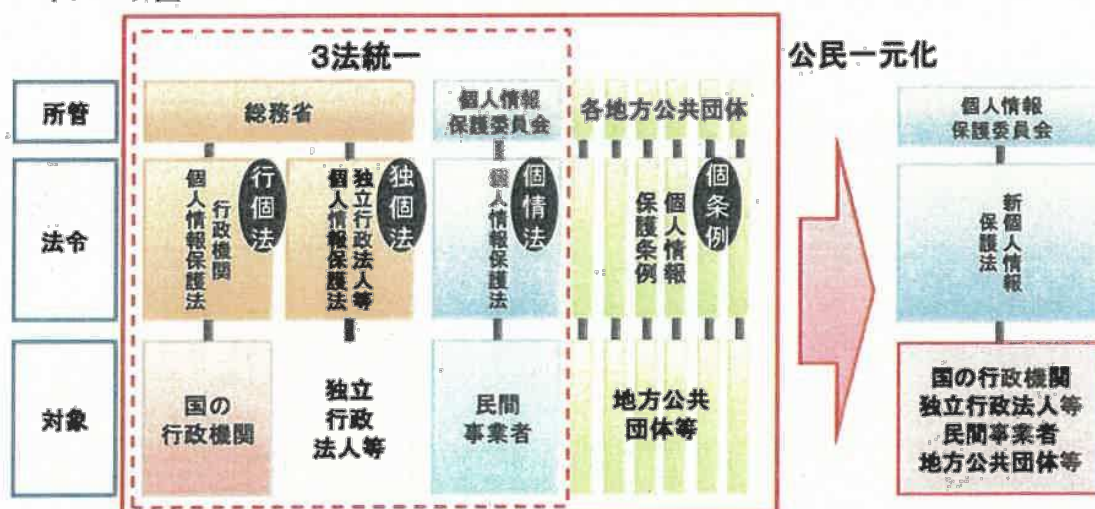 3法統一
公民一元化
所管
総務省
個人情報
保護委員会
各地方公共団体
個人情報
保護委員会
法令
行政機関
個人情報保護法
行個法
独立行政法人等
個人情報保護法
独個法
個人情報保護法
個情法
個人情報
保護条例
個条例
新個人情報
保護法
対象
国の
行政機関
独立
行政
法人等
民間
事業者
地方公共
団体等
国の行政機関
独立行政法人等
民間事業者
地方公共団体等